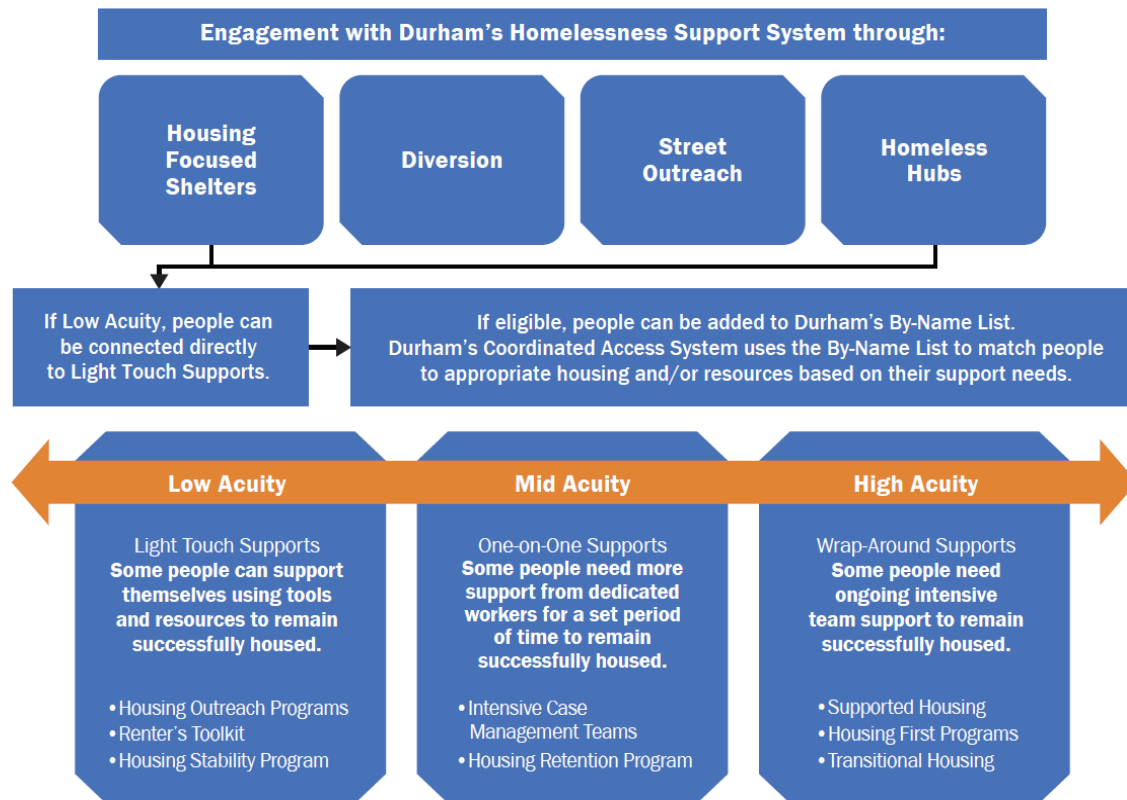 Engagement with Durham's Homelessness Support System through:
Housing
Focused
Shelters
Diversion
Street
Outreach
Homeless
Hubs
If Low Acuity, people can
be connected directly
to Light Touch Supports.
If eligible, people can be added to Durham's By-Name List.
Durham's Coordinated Access System uses the By-Name List to match people
to appropriate housing and/or resources based on their support needs.
Low Acuity
Light Touch Supports
Some people can support
themselves using tools
and resources to remain
successfully housed.
•Housing Outreach Programs
•Renter's Toolkit
•Housing Stability Program
Mid Acuity
One-on-One Supports
Some people need more
support from dedicated
workers for a set period
of time to remain
successfully housed.
•Intensive Case
Management Teams
•Housing Retention Program
High Acuity
Wrap-Around Supports
Some people need
ongoing intensive
team support to remain
successfully housed.
•Supported Housing
•Housing First Programs
•Transitional Housing